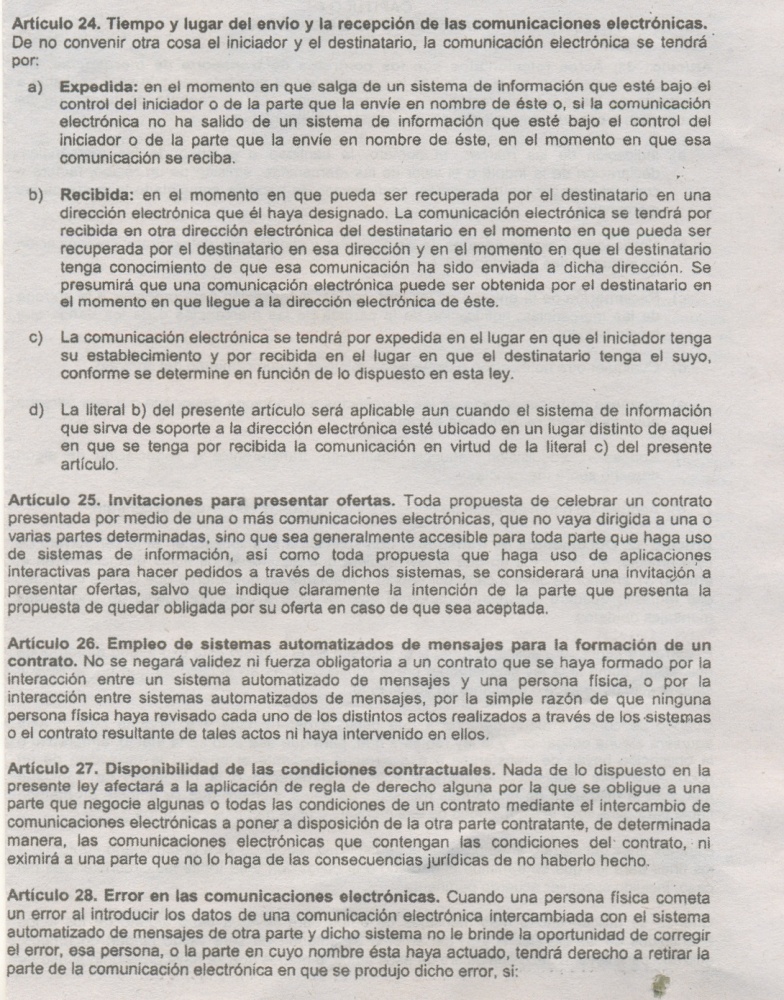 Artículo 24. Tiempo y lugar del envío y la recepción de las comunicaciones electrónicas.
De no convenir otra cosa el iniciador y el destinatario, la comunicación electrónica se tendrá
por:
a) Expedida: en el momento en que salga de un sistema de información que esté bajo el
control del iniciador o de la parte que la envíe en nombre de éste o, si la comunicación
electrónica no ha salido de un sistema de información que esté bajo el control del
iniciador o de la parte que la envíe en nombre de éste, en el momento en que esa
comunicación se reciba.
b) Recibida: en el momento en que pueda ser recuperada por el destinatario en una
dirección electrónica que él haya designado. La comunicación electrónica se tendrá por
recibida en otra dirección electrónica del destinatario en el momento en que pueda ser
recuperada por el destinatario en esa dirección y en el momento en que el destinatario
tenga conocimiento de que esa comunicación ha sido enviada a dicha dirección. Se
presumirá que una comunicación electrónica puede ser obtenida por el destinatario en
el momento en que llegue a la dirección electrónica de éste.
c) La comunicación electrónica se tendrá por expedida en el lugar en que el iniciador tenga
su establecimiento y por recibida en el lugar en que el destinatario tenga el suyo,
conforme se determine en función de lo dispuesto en esta ley.
d) La literal b) del presente artículo será aplicable aun cuando el sistema de información
que sirva de soporte a la dirección electrónica esté ubicado en un lugar distinto de aquel
en que se tenga por recibida la comunicación en virtud de la literal c) del presente
artículo.
Artículo 25. Invitaciones para presentar ofertas. Toda propuesta de celebrar un contrato
presentada por medio de una o más comunicaciones electrónicas, que no vaya dirigida a una o
varias partes determinadas, sino que sea generalmente accesible para toda parte que haga uso
de sistemas de información, así como toda propuesta que haga uso de aplicaciones
interactivas para hacer pedidos a través de dichos sistemas, se considerará una invitación a
presentar ofertas, salvo que indique claramente la intención de la parte que presenta la
propuesta de quedar obligada por su oferta en caso de que sea aceptada.
Artículo 26. Empleo de sistemas automatizados de mensajes para la formación de un
contrato. No se negará validez ni fuerza obligatoria a un contrato que se haya formado por la
interacción entre un sistema automatizado de mensajes y una persona física, o por la
interacción entre sistemas automatizados de mensajes, por la simple razón de que ninguna
persona física haya revisado cada uno de los distintos actos realizados a través de los sistemas
o el contrato resultante de tales actos ni haya intervenido en ellos.
Artículo 27. Disponibilidad de las condiciones contractuales. Nada de lo dispuesto en la
presente ley afectará a la aplicación de regla de derecho alguna por la que se obligue a una
parte que negocie algunas o todas las condiciones de un contrato mediante el intercambio de
comunicaciones electrónicas a poner a disposición de la otra parte contratante, de determinada
manera, las comunicaciones electrónicas que contengan las condiciones del contrato, ni
eximirá a una parte que no lo haga de las consecuencias jurídicas de no haberlo hecho.
Artículo 28. Error en las comunicaciones electrónicas. Cuando una persona física cometa
un error al introducir los datos de una comunicación electrónica intercambiada con el sistema
automatizado de mensajes de otra parte y dicho sistema no le brinde la oportunidad de corregir
el error, esa persona, o la parte en cuyo nombre ésta haya actuado, tendrá derecho a retirar la
parte de la comunicación electrónica en que se produjo dicho error, si: